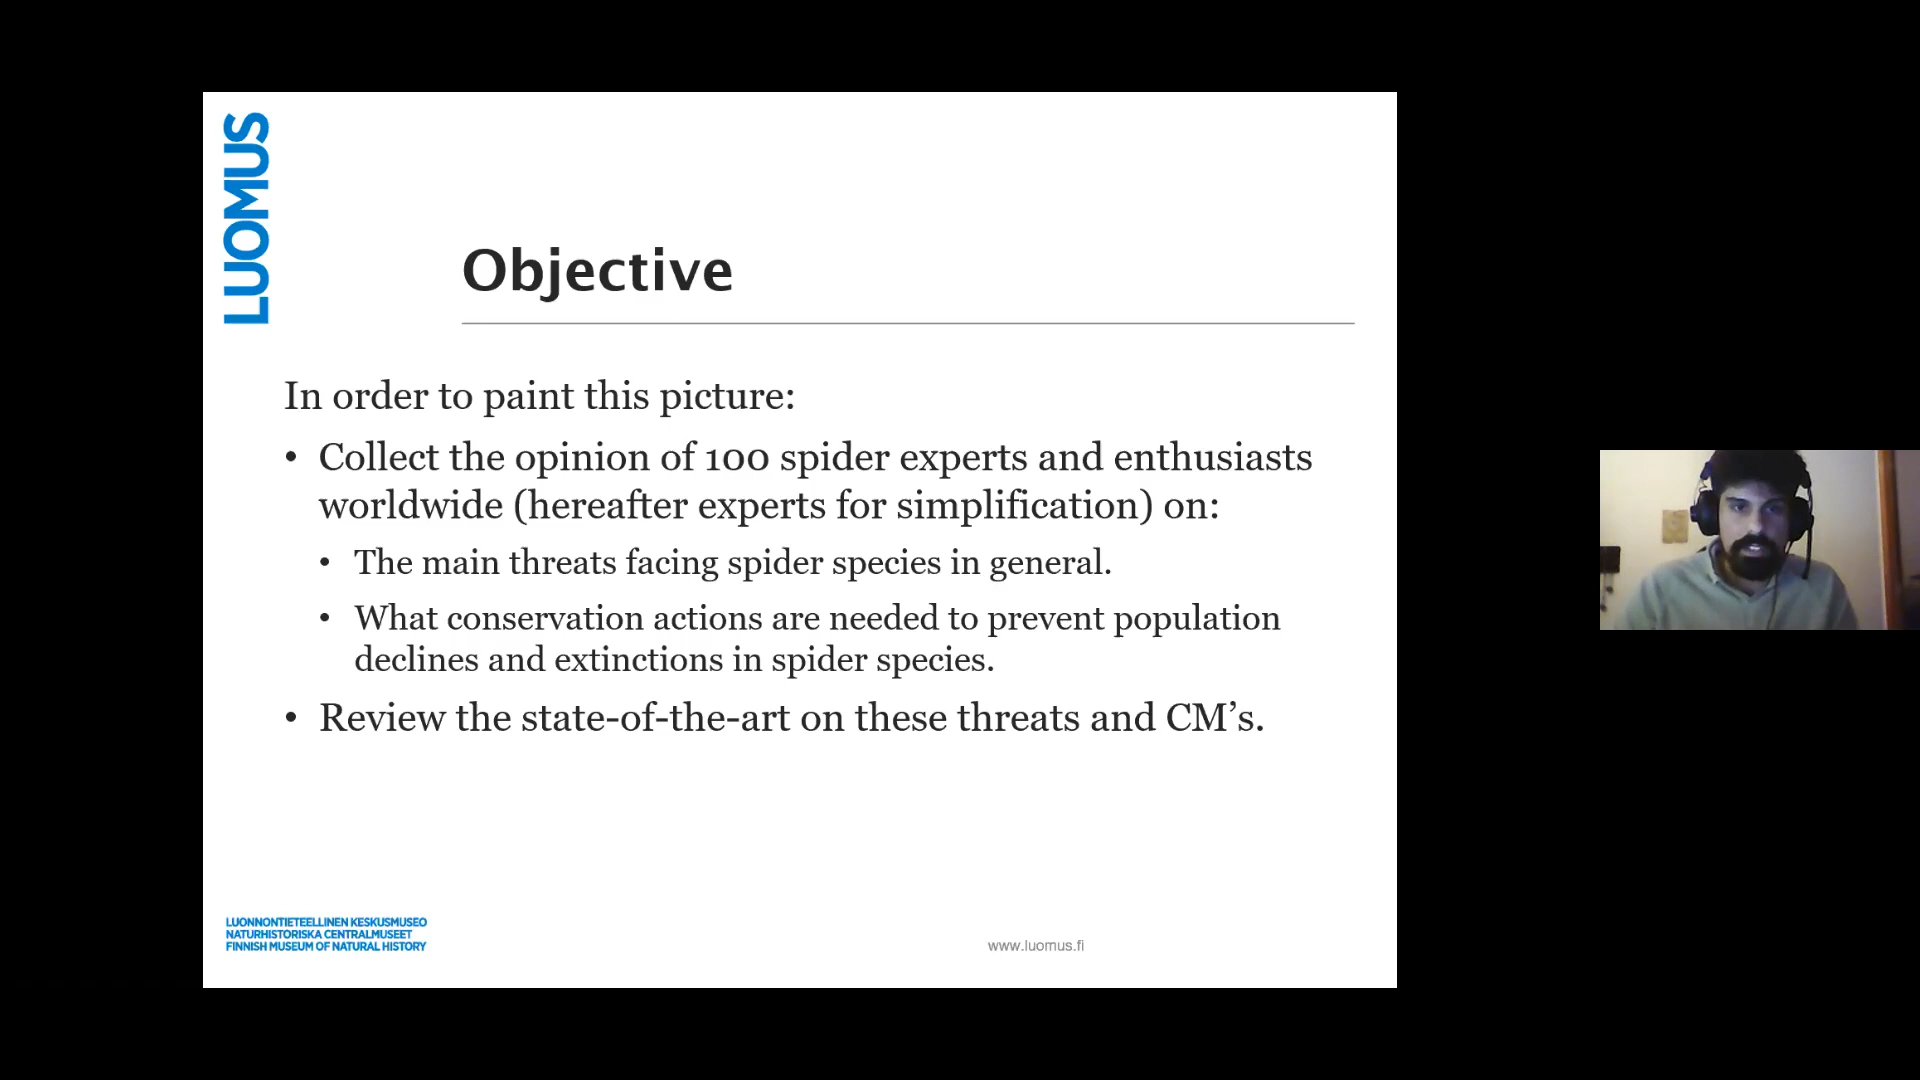 LUOMUS
Objective
In order to paint this picture:
• Collect the opinion of 100 spider experts and enthusiasts
worldwide (hereafter experts for simplification) on:
• The main threats facing spider species in general.
• What conservation actions are needed to prevent population
declines and extinctions in spider species.
• Review the state-of-the-art on these threats and CM’s.
LUONNONTIETEELLINEN KESKUSMUSEO
NATURHISTORISKA CENTRALMUSEET
FINNISH MUSEUM OF NATURAL HISTORY
www.luomus.fi